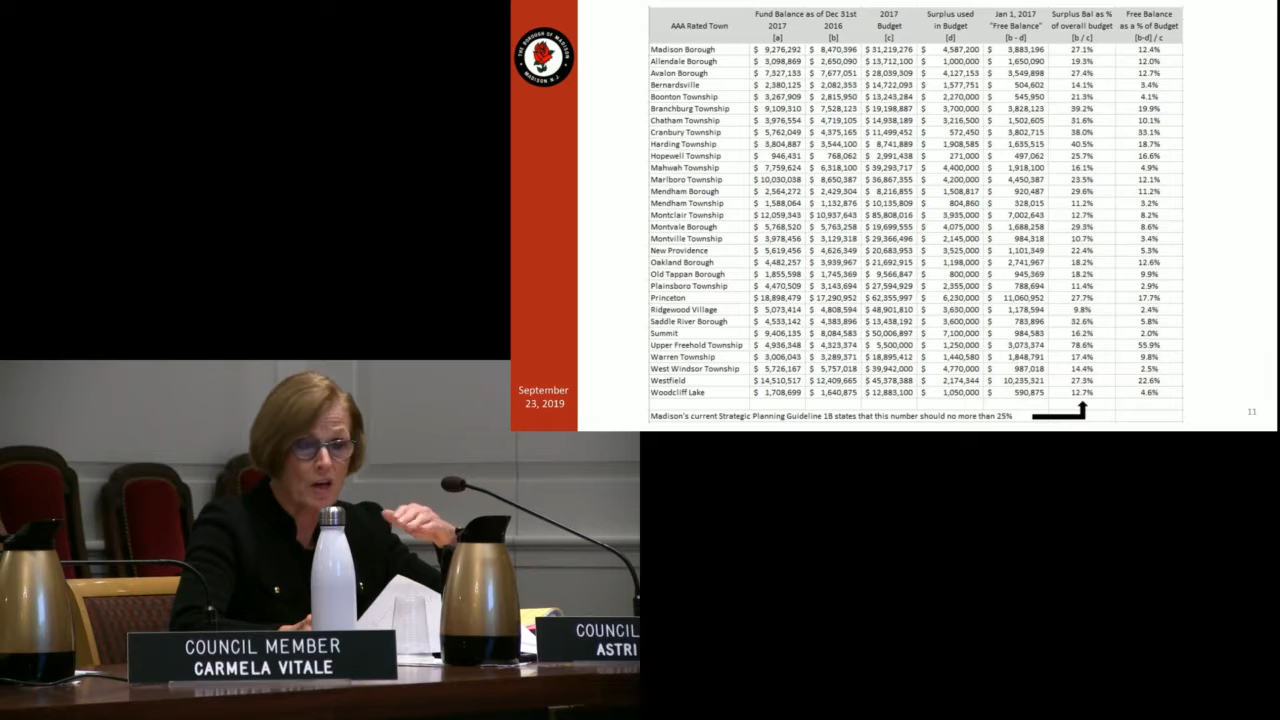 THE BOROUGH OF MADISON
MADISON N.J.
September
23, 2019
Fund Balance as of Dec 31st 2017 Surplus used Jan 1, 2017 Surplus Bal as % Free Balance
AAA Rated Town 2017 2016 Budget in Budget "Free Balance" of overall budget as a % of Budget
[a] [b] [c] [d] [b - d] [b / c] [b-d] / c
Madison Borough $ 9,276,292 $ 8,470,396 $ 31,219,276 $ 4,587,200 $ 3,883,196 27.1% 12.4%
Allendale Borough $ 3,098,869 $ 2,650,090 $ 13,712,100 $ 1,000,000 $ 1,650,090 19.3% 12.0%
Avalon Borough $ 7,327,133 $ 7,677,051 $ 28,039,309 $ 4,127,153 $ 3,549,898 27.4% 12.7%
Bernardsville $ 2,380,125 $ 2,082,353 $ 14,722,093 $ 1,577,751 $ 504,602 14.1% 3.4%
Boonton Township $ 3,267,909 $ 2,815,950 $ 13,243,284 $ 2,270,000 $ 545,950 21.3% 4.1%
Branchburg Township $ 9,109,310 $ 7,528,123 $ 19,198,887 $ 3,700,000 $ 3,828,123 39.2% 19.9%
Chatham Township $ 3,976,554 $ 4,719,105 $ 14,938,189 $ 3,216,500 $ 1,502,605 31.6% 10.1%
Cranbury Township $ 5,762,049 $ 4,375,165 $ 11,499,452 $ 572,450 $ 3,802,715 38.0% 33.1%
Harding Township $ 3,804,887 $ 3,544,100 $ 8,741,889 $ 1,908,585 $ 1,635,515 40.5% 18.7%
Hopewell Township $ 946,431 $ 768,062 $ 2,991,438 $ 271,000 $ 497,062 25.7% 16.6%
Mahwah Township $ 7,759,624 $ 6,318,100 $ 39,293,717 $ 4,400,000 $ 1,918,100 16.1% 4.9%
Marlboro Township $ 10,030,038 $ 8,650,387 $ 36,867,355 $ 4,200,000 $ 4,450,387 23.5% 12.1%
Mendham Borough $ 2,564,272 $ 2,429,304 $ 8,216,855 $ 1,508,817 $ 920,487 29.6% 11.2%
Mendham Township $ 1,588,064 $ 1,132,876 $ 10,135,809 $ 804,860 $ 328,015 11.2% 3.2%
Montclair Township $ 12,059,343 $ 10,937,643 $ 85,808,016 $ 3,935,000 $ 7,002,643 12.7% 8.2%
Montvale Borough $ 5,768,520 $ 5,763,258 $ 19,699,555 $ 4,075,000 $ 1,688,258 29.3% 8.6%
Montville Township $ 3,978,456 $ 3,129,318 $ 29,366,496 $ 2,145,000 $ 984,318 10.7% 3.4%
New Providence $ 5,619,456 $ 4,626,349 $ 20,683,953 $ 3,525,000 $ 1,101,349 22.4% 5.3%
Oakland Borough $ 4,482,257 $ 3,939,967 $ 21,692,915 $ 1,198,000 $ 2,741,967 18.2% 12.6%
Old Tappan Borough $ 1,855,598 $ 1,745,369 $ 9,566,847 $ 800,000 $ 945,369 18.2% 9.9%
Plainsboro Township $ 4,470,509 $ 3,143,694 $ 27,594,929 $ 2,355,000 $ 788,694 11.4% 2.9%
Princeton $ 18,898,479 $ 17,290,952 $ 62,355,997 $ 6,230,000 $ 11,060,952 27.7% 17.7%
Ridgewood Village $ 5,073,414 $ 4,808,594 $ 48,901,810 $ 3,630,000 $ 1,178,594 9.8% 2.4%
Saddle River Borough $ 4,533,142 $ 4,383,896 $ 13,438,192 $ 3,600,000 $ 783,896 32.6% 5.8%
Summit $ 9,406,135 $ 8,084,583 $ 50,006,897 $ 7,100,000 $ 984,583 16.2% 2.0%
Upper Freehold Township $ 4,936,348 $ 4,323,374 $ 5,500,000 $ 1,250,000 $ 3,073,374 78.6% 55.9%
Warren Township $ 3,006,043 $ 3,289,371 $ 18,895,412 $ 1,440,580 $ 1,848,791 17.4% 9.8%
West Windsor Township $ 5,726,167 $ 5,757,018 $ 39,942,000 $ 4,770,000 $ 987,018 14.4% 2.5%
Westfield $ 14,510,517 $ 12,409,665 $ 45,378,388 $ 2,174,344 $ 10,235,321 27.3% 22.6%
Woodcliff Lake $ 1,708,699 $ 1,640,875 $ 12,883,100 $ 1,050,000 $ 590,875 12.7% 4.6%
Madison's current Strategic Planning Guideline 1B states that this number should no more than 25%
11
COUNCIL MEMBER
CARMELA VITALE
COUNCIL
ASTRI